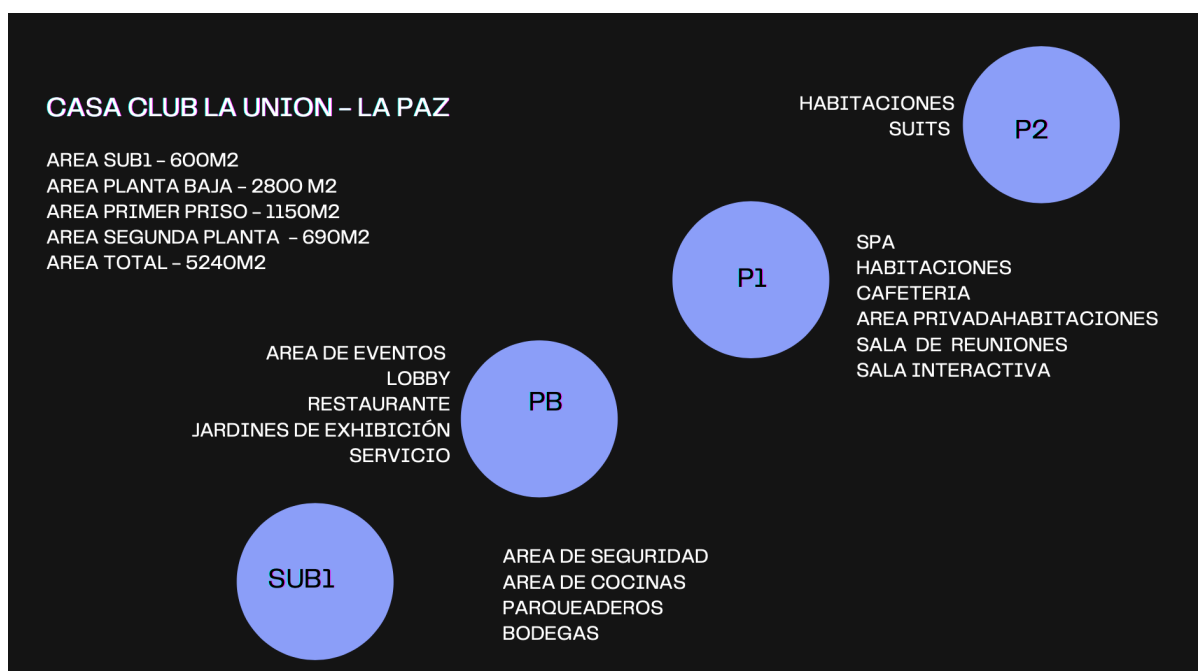 CASA CLUB LA UNION – LA PAZ
AREA SUB1 – 600M2
AREA PLANTA BAJA – 2800 M2
AREA PRIMER PRISO – 1150M2
AREA SEGUNDA PLANTA – 690M2
AREA TOTAL – 5240M2
HABITACIONES
SUITS
P2
P1
SPA
HABITACIONES
CAFETERIA
AREA PRIVADAHABITACIONES
SALA DE REUNIONES
SALA INTERACTIVA
AREA DE EVENTOS
LOBBY
RESTAURANTE
JARDINES DE EXHIBICIÓN
SERVICIO
PB
SUB1
AREA DE SEGURIDAD
AREA DE COCINAS
PARQUEADEROS
BODEGAS